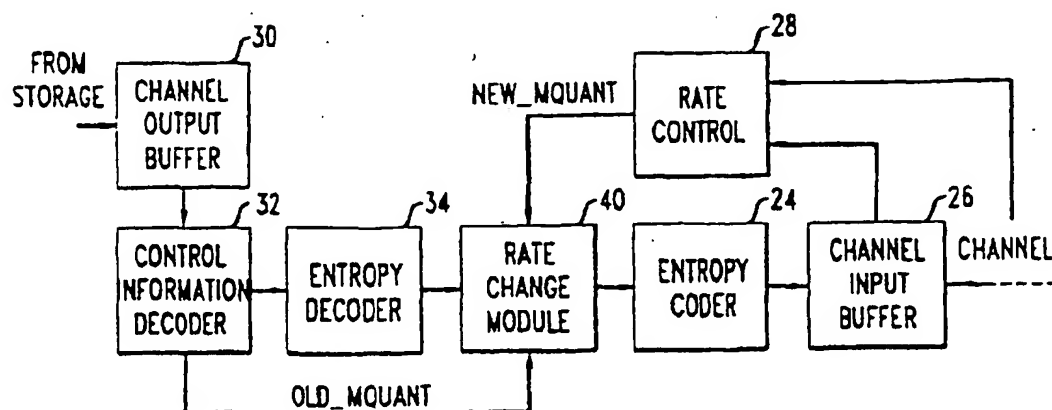 FROM
STORAGE
30
CHANNEL
OUTPUT
BUFFER
28
RATE
CONTROL
NEW_MQUANT
32
CONTROL
INFORMATION
DECODER
34
ENTROPY
DECODER
40
RATE
CHANGE
MODULE
24
ENTROPY
CODER
26
CHANNEL
INPUT
BUFFER
CHANNEL
OLD_MQUANT